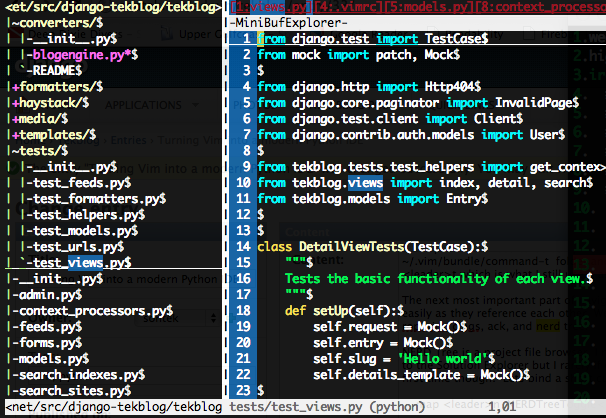 <et/src/django-tekblog/tekblog
~converters/$
| |-__init__.py$
| |-blogengine.py*$
| `-README$
|+formatters/$
|+haystack/$
|+media/$
|+templates/$
|~tests/$
| |-__init__.py$
| |-test_feeds.py$
| |-test_formatters.py$
| |-test_helpers.py$
| |-test_models.py$
| |-test_urls.py$
| `-test_views.py$
|-__init__.py$
|-admin.py$
|-context_processors.py$
|-feeds.py$
|-forms.py$
|-models.py$
|-search_indexes.py$
|-search_sites.py$
<net/src/django-tekblog/tekblog
[1:views.py][4:.vimrc][5:models.py][8:context_processo
-MiniBufExplorer-
1 from django.test import TestCase$
2 from mock import patch, Mock$
3 $
4 from django.http import Http404$
5 from django.core.paginator import InvalidPage$
6 from django.test.client import Client$
7 from django.contrib.auth.models import User$
8 $
9 from tekblog.tests.test_helpers import get_contex>
10 from tekblog.views import index, detail, search$
11 from tekblog.models import Entry$
12 $
13 $
14 class DetailViewTests(TestCase):$
15 """$
16 Tests the basic functionality of each view.$
17 """$
18 def setUp(self):$
19 self.request = Mock()$
20 self.entry = Mock()$
21 self.slug = 'Hello world'$
22 self.details_template = Mock()$
23 $
tests/test_views.py (python) 1,01